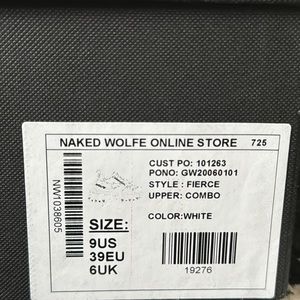 NAKED WOLFE ONLINE STORE 725
CUST PO: 101263
PONO: GW20060101
STYLE : FIERCE
UPPER: COMBO
COLOR:WHITE
NW1038605
SIZE:
9US
39EU
6UK
19276